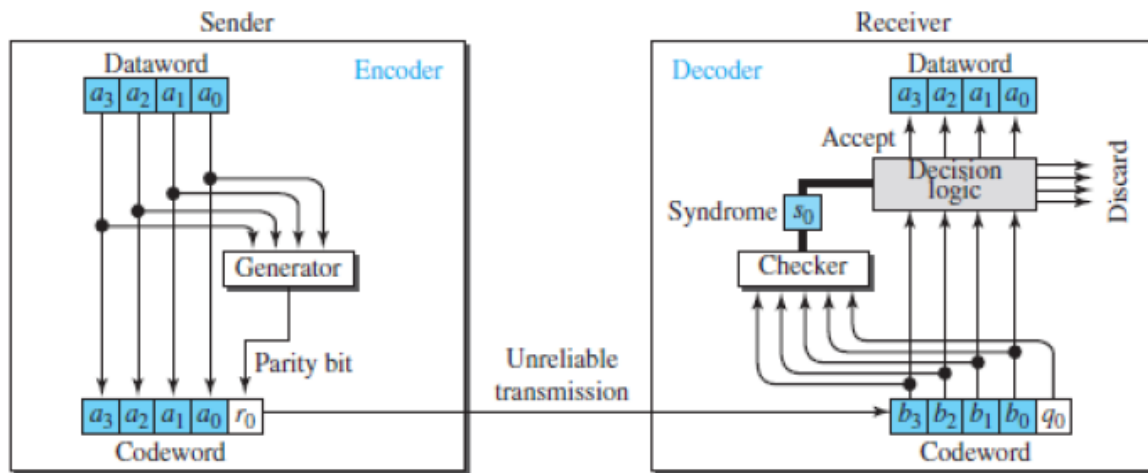 Sender
Dataword
Encoder
a3 a2 a1 a0
Generator
Parity bit
a3 a2 a1 a0 r0
Codeword
Unreliable
transmission
Receiver
Decoder
Dataword
a3 a2 a1 a0
Accept
Decision
logic
Discard
Syndrome s0
Checker
b3 b2 b1 b0 q0
Codeword